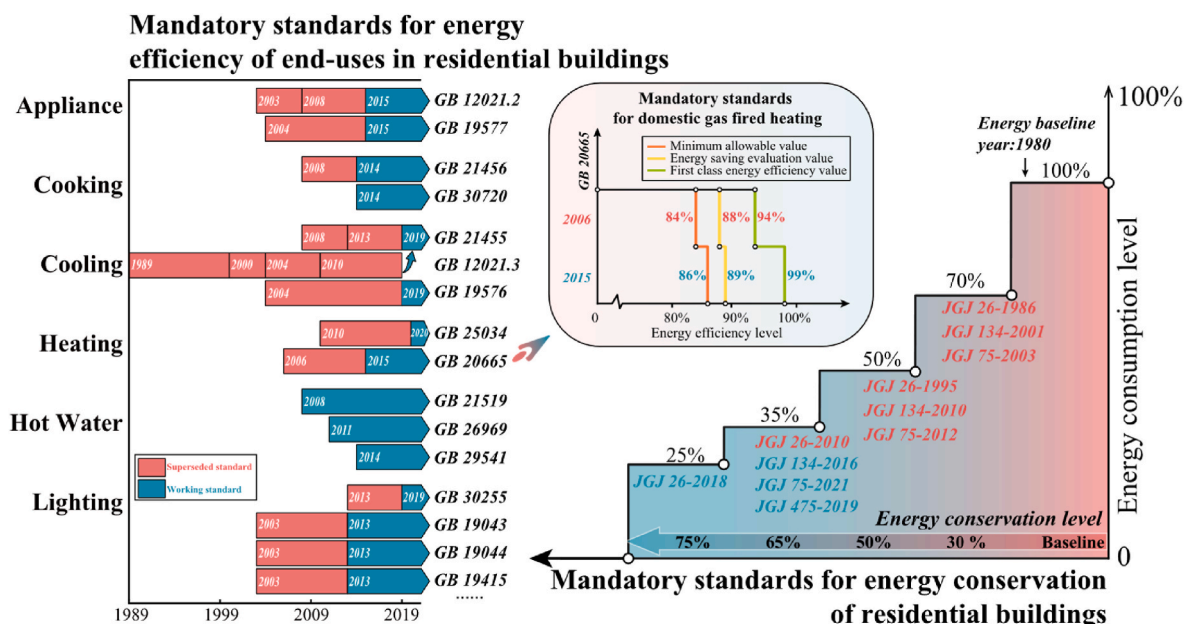 Mandatory standards for energy
efficiency of end-uses in residential buildings
Appliance
2003 2008 2015 GB 12021.2
2004 2015 GB 19577
Cooking
2008 2014 GB 21456
2014 GB 30720
Cooling
2008 2013 2019 GB 21455
1989 2000 2004 2010 GB 12021.3
2004 2019 GB 19576
Heating
2010 2020 GB 25034
2006 2015 GB 20665
Hot Water
2008 GB 21519
2011 GB 26969
2014 GB 29541
Superseded standard
Working standard
Lighting
2013 2019 GB 30255
2003 2013 GB 19043
2003 2013 GB 19044
2003 2013 GB 19415
......
1989 1999 2009 2019
Mandatory standards
for domestic gas fired heating
GB 20665
Minimum allowable value
Energy saving evaluation value
First class energy efficiency value
2006 84% 88% 94%
2015 86% 89% 99%
0 80% 90% 100%
Energy efficiency level
100%
Energy baseline
year:1980
100%
70%
JGJ 26-1986
JGJ 134-2001
JGJ 75-2003
50%
JGJ 26-1995
JGJ 134-2010
JGJ 75-2012
35%
JGJ 26-2010
JGJ 134-2016
JGJ 75-2021
JGJ 475-2019
25%
JGJ 26-2018
Energy consumption level
Energy conservation level
75% 65% 50% 30 % Baseline
0
Mandatory standards for energy conservation
of residential buildings